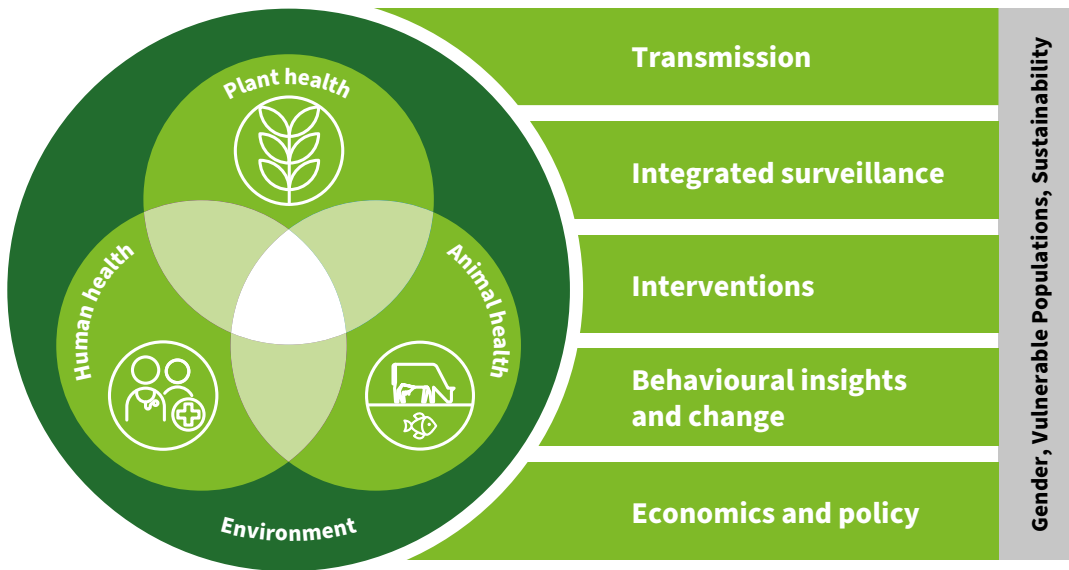 Plant health
Human health
Animal health
Environment
Transmission
Integrated surveillance
Interventions
Behavioural insights
and change
Economics and policy
Gender, Vulnerable Populations, Sustainability